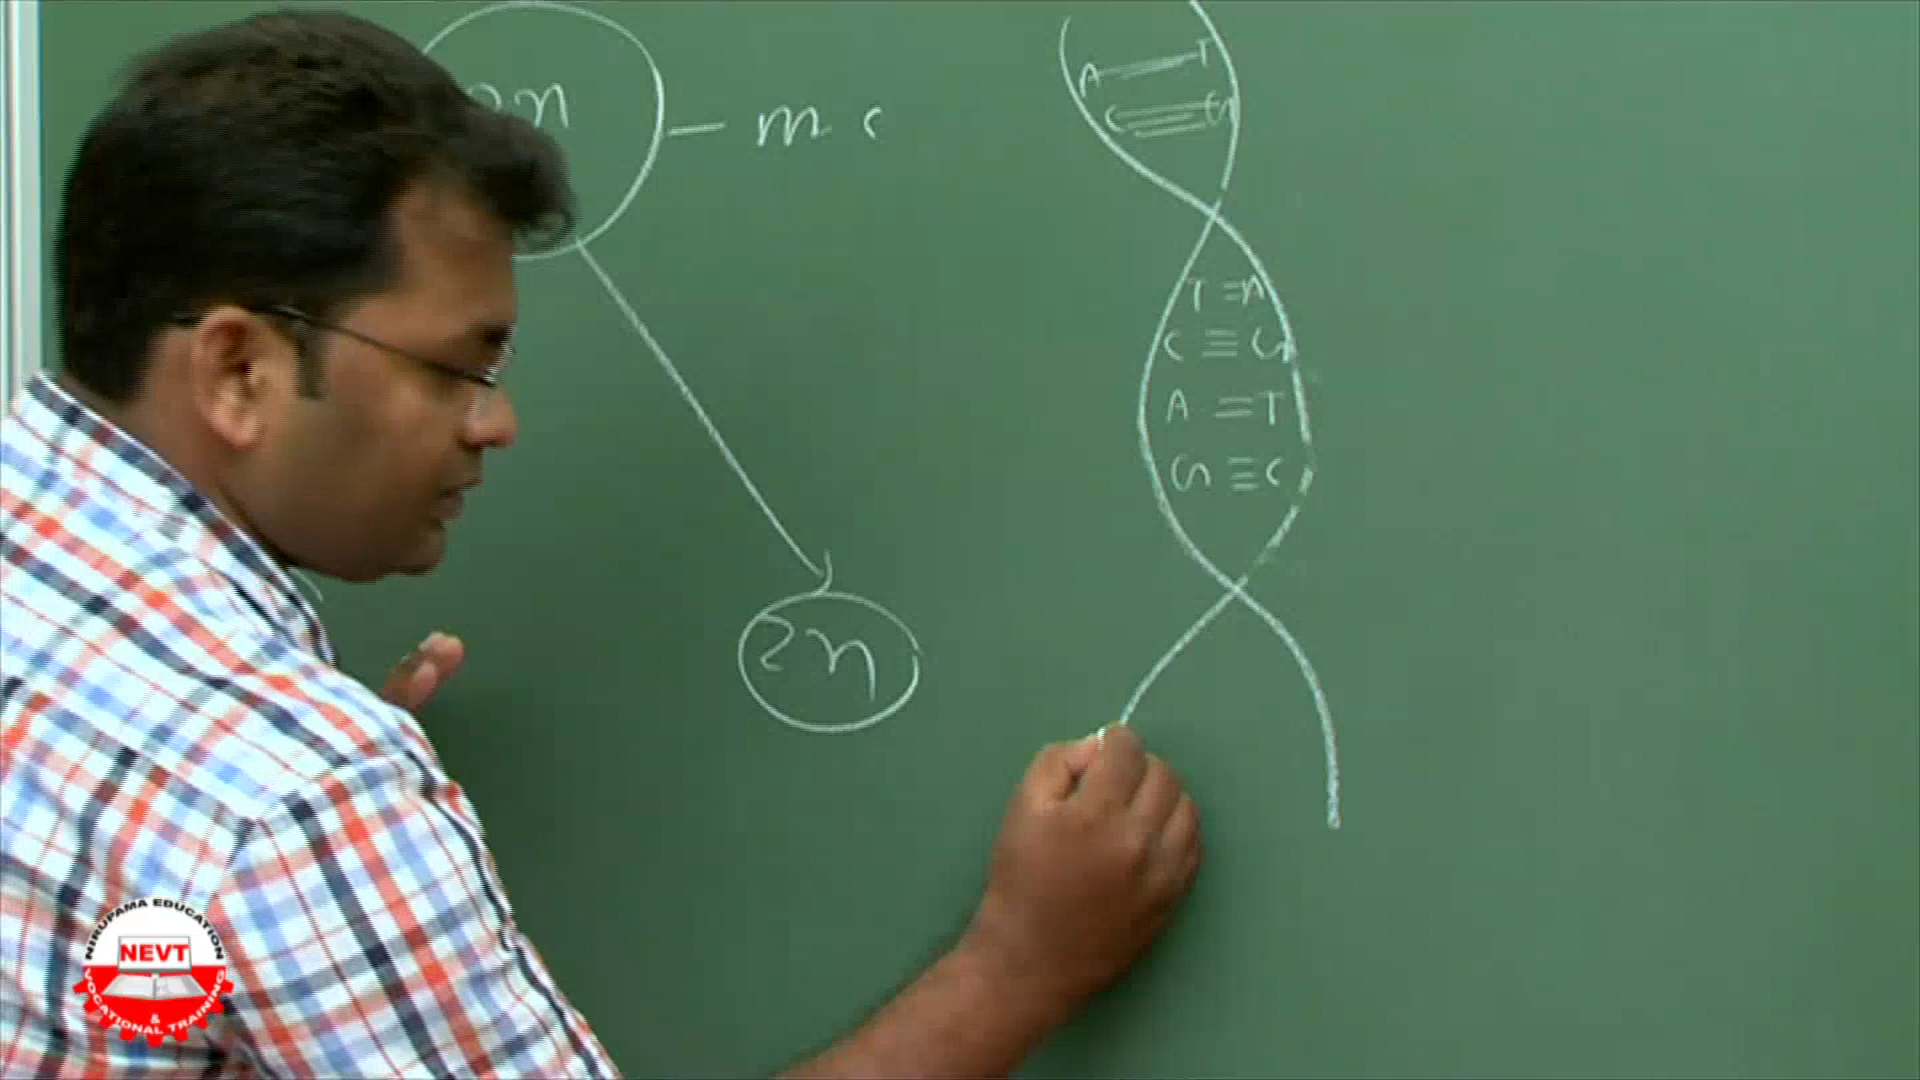 2n — m c
A = T
C ≡ G
T = A
C ≡ G
A = T
G ≡ C
2n
NIRUPAMA EDUCATION
NEVT
&
VOCATIONAL TRAINING